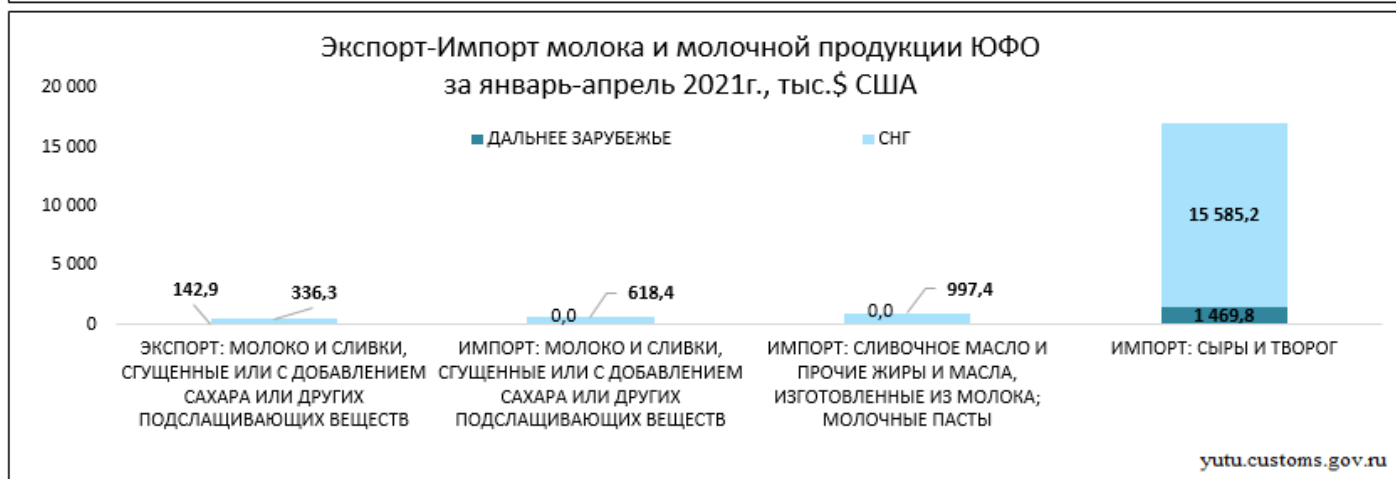 Экспорт-Импорт молока и молочной продукции ЮФО
за январь-апрель 2021г., тыс.$ США
20 000
15 000
10 000
5 000
0
ДАЛЬНЕЕ ЗАРУБЕЖЬЕ
СНГ
142,9
336,3
0,0
618,4
0,0
997,4
15 585,2
1 469,8
ЭКСПОРТ: МОЛОКО И СЛИВКИ,
СГУЩЕННЫЕ ИЛИ С ДОБАВЛЕНИЕМ
САХАРА ИЛИ ДРУГИХ
ПОДСЛАЩИВАЮЩИХ ВЕЩЕСТВ
ИМПОРТ: МОЛОКО И СЛИВКИ,
СГУЩЕННЫЕ ИЛИ С ДОБАВЛЕНИЕМ
САХАРА ИЛИ ДРУГИХ
ПОДСЛАЩИВАЮЩИХ ВЕЩЕСТВ
ИМПОРТ: СЛИВОЧНОЕ МАСЛО И
ПРОЧИЕ ЖИРЫ И МАСЛА,
ИЗГОТОВЛЕННЫЕ ИЗ МОЛОКА;
МОЛОЧНЫЕ ПАСТЫ
ИМПОРТ: СЫРЫ И ТВОРОГ
yutu.customs.gov.ru